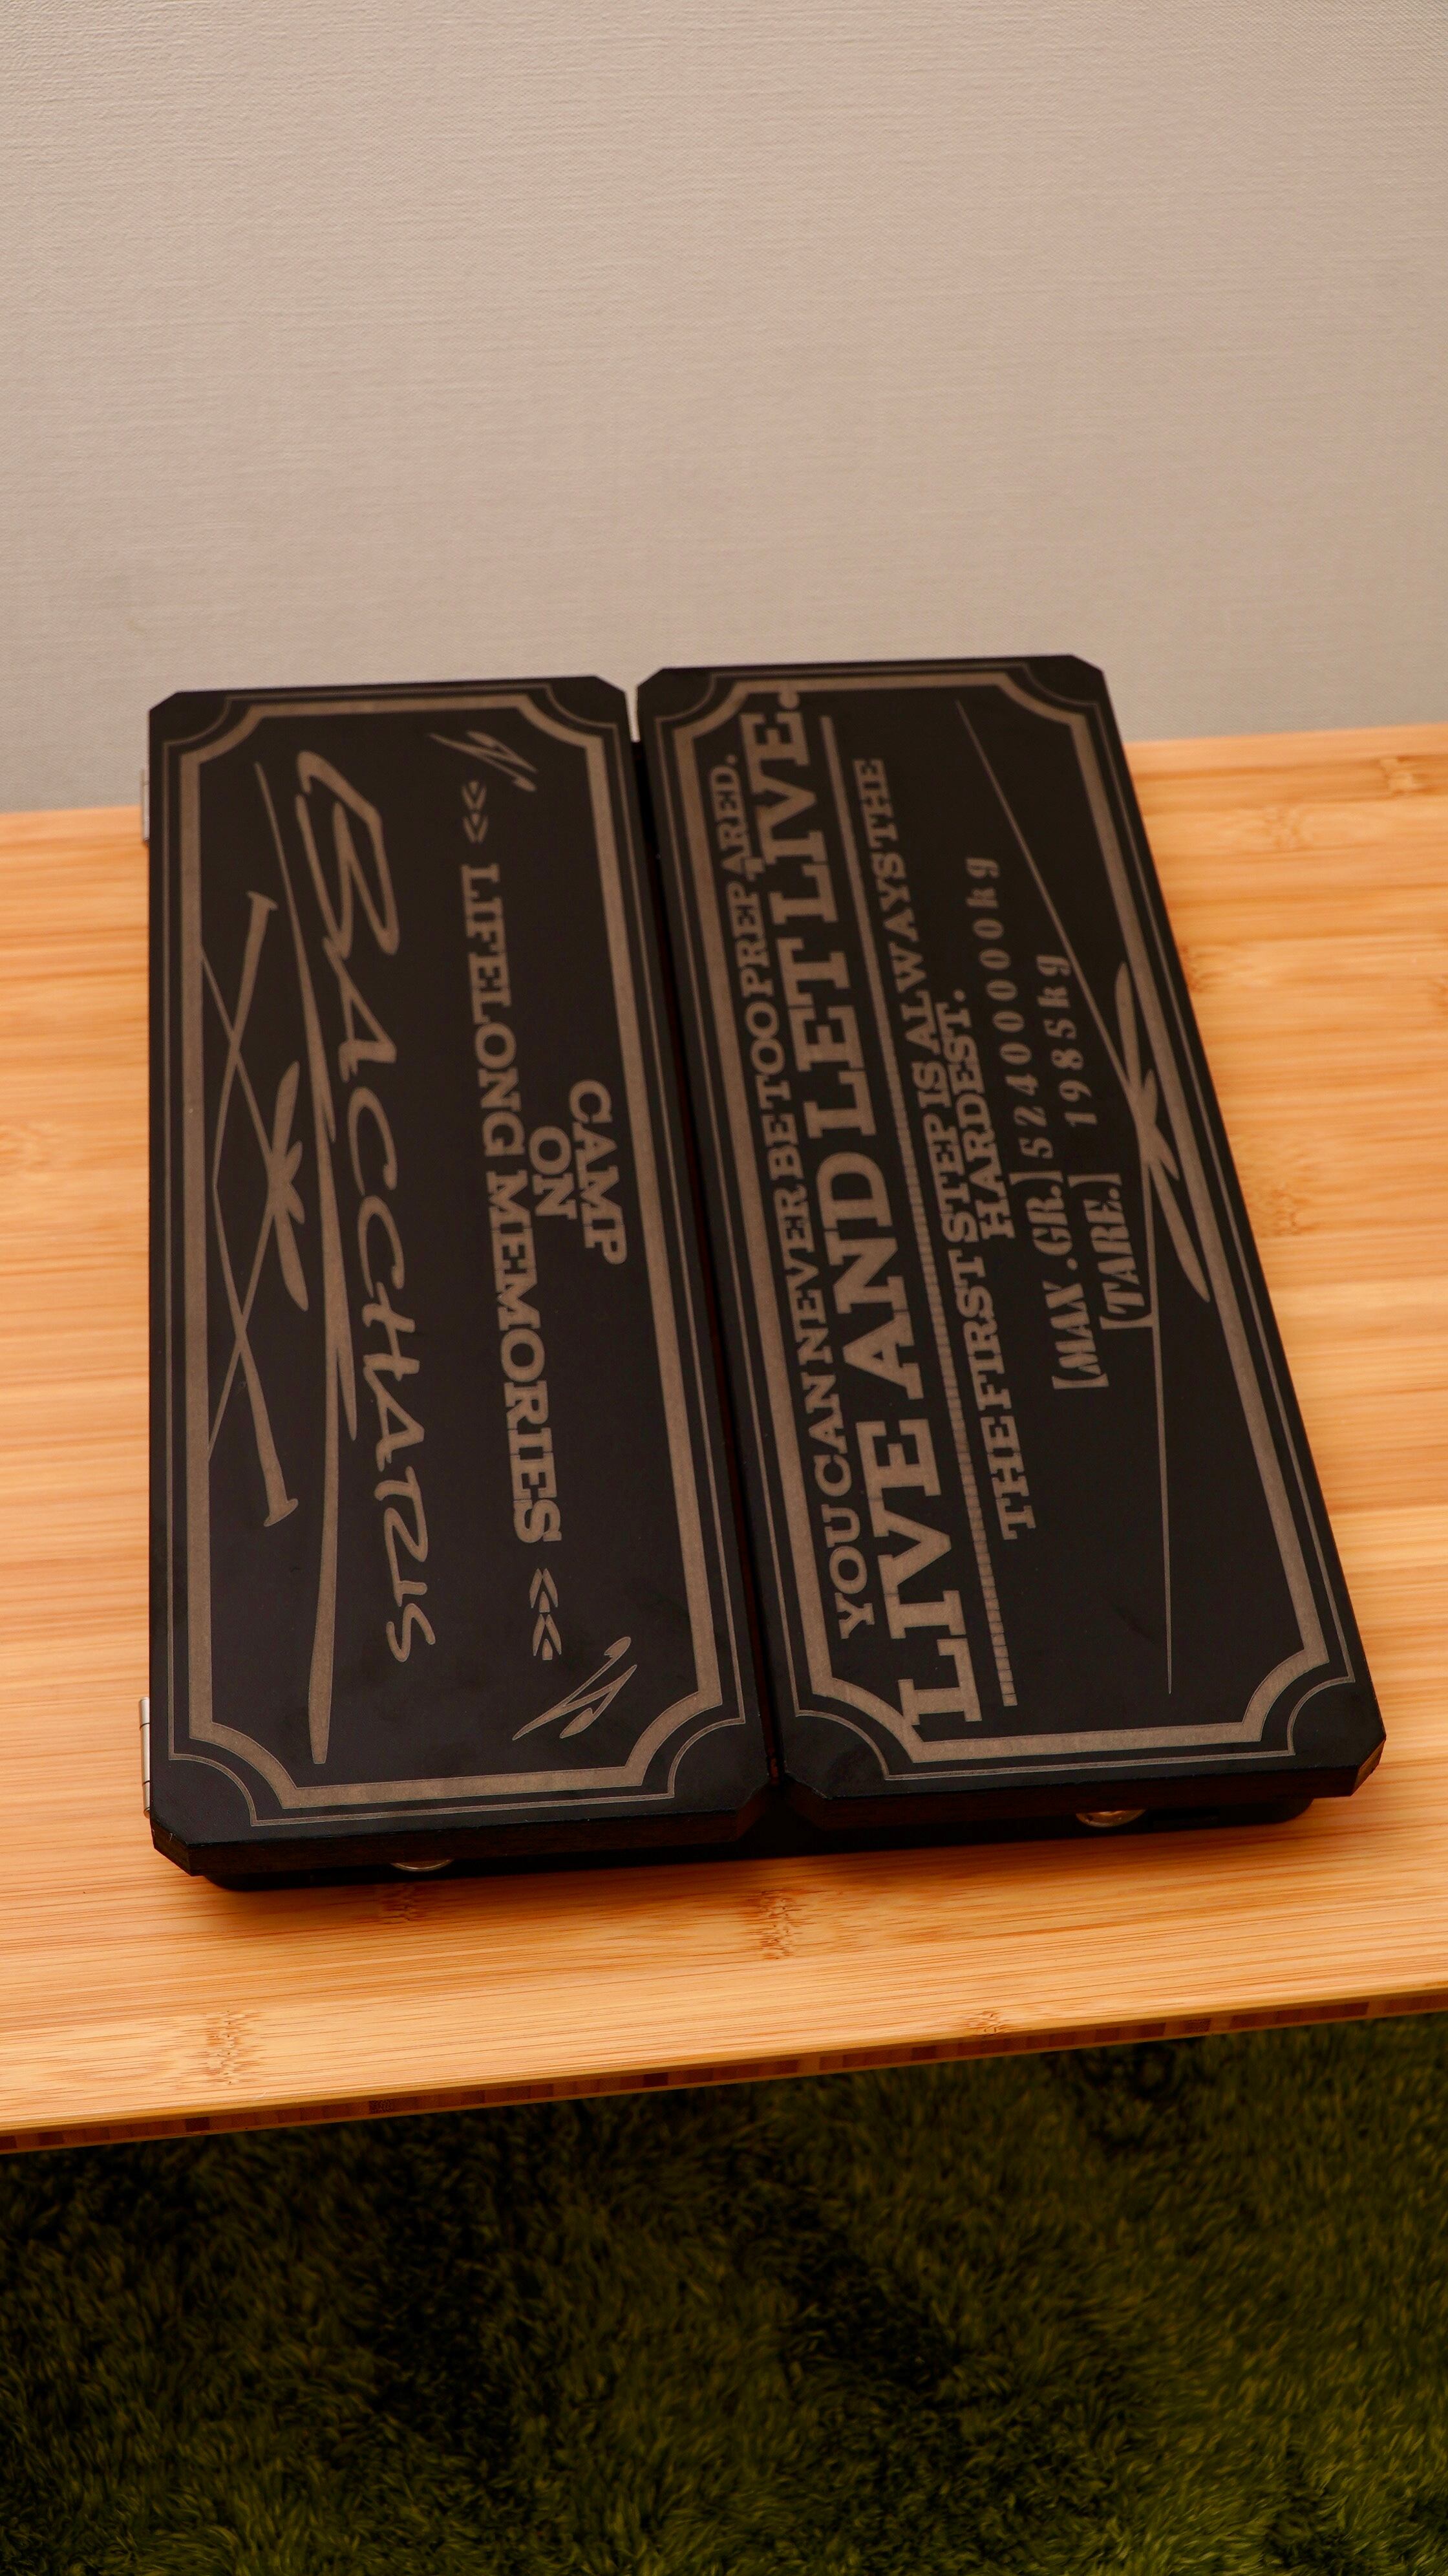 CAMP
ON
« LIFELONG MEMORIES »
BACCHARIS
YOU CAN NEVER BE TOO PREPARED.
LIVE AND LET LIVE.
THE FIRST STEP IS ALWAYS THE
HARDEST.
[MAX.GR.] 52400000kg
[TARE.] 1985kg